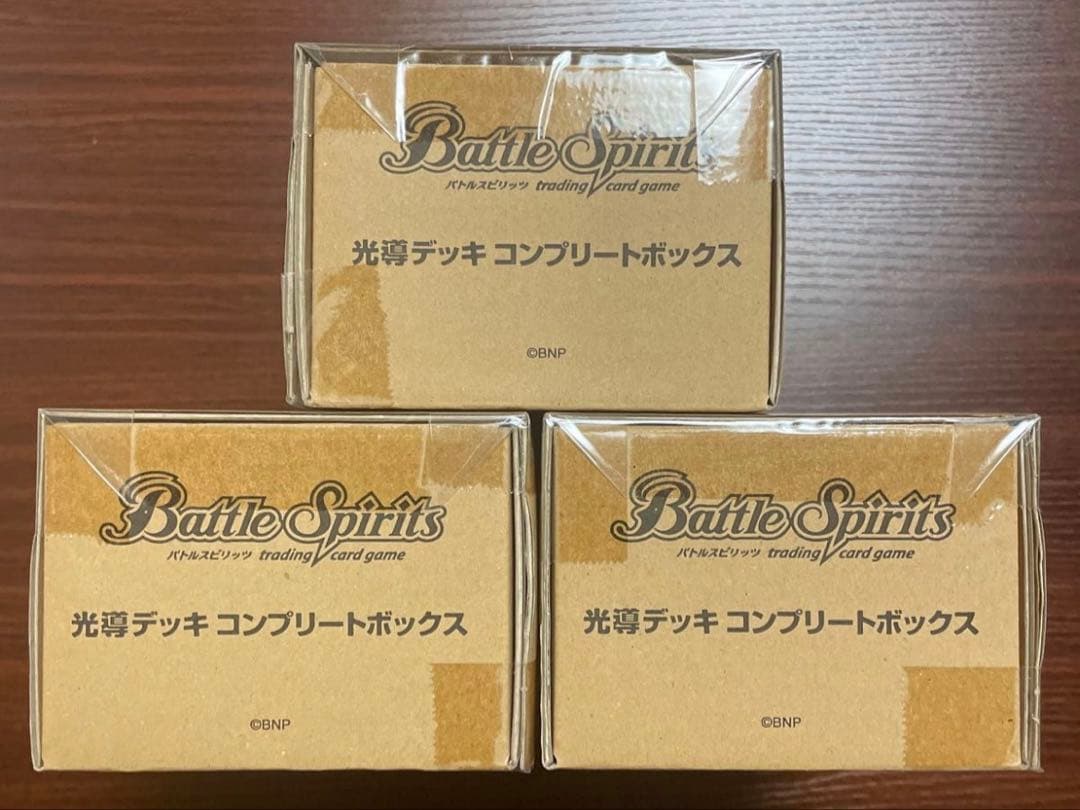 Battle Spirits
バトルスピリッツ trading card game
光導デッキ コンプリートボックス
©BNP
Battle Spirits
バトルスピリッツ trading card game
光導デッキ コンプリートボックス
©BNP
Battle Spirits
バトルスピリッツ trading card game
光導デッキ コンプリートボックス
©BNP